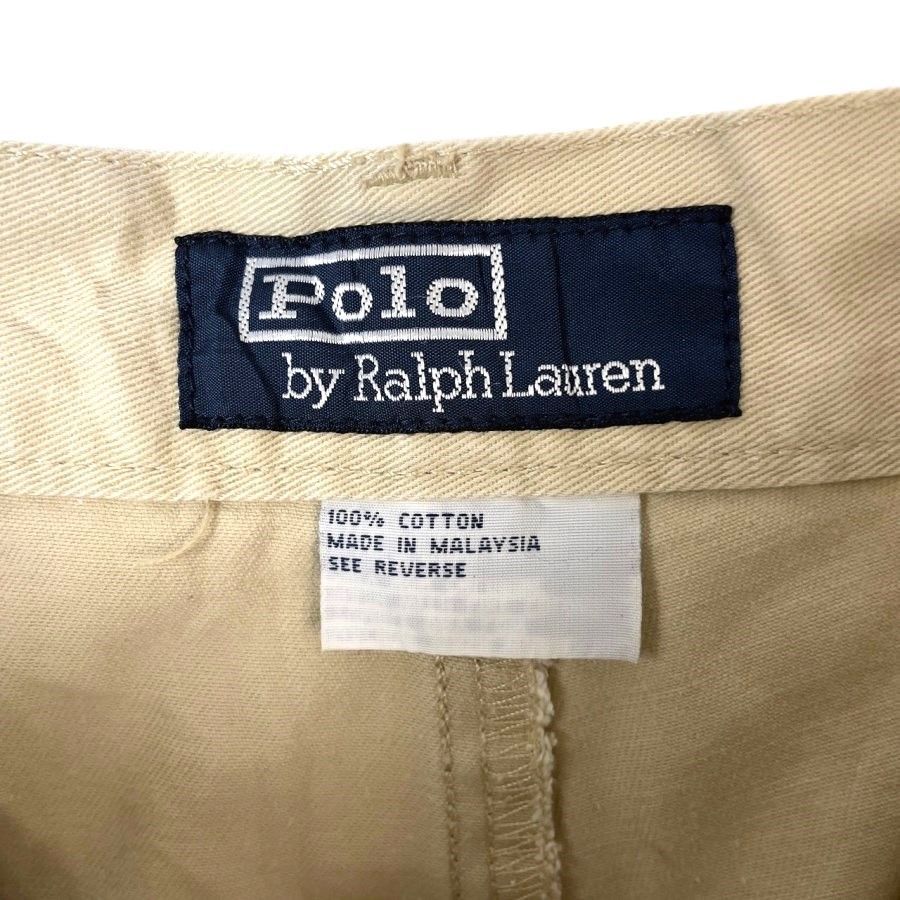 Polo
by Ralph Lauren
100% COTTON
MADE IN MALAYSIA
SEE REVERSE